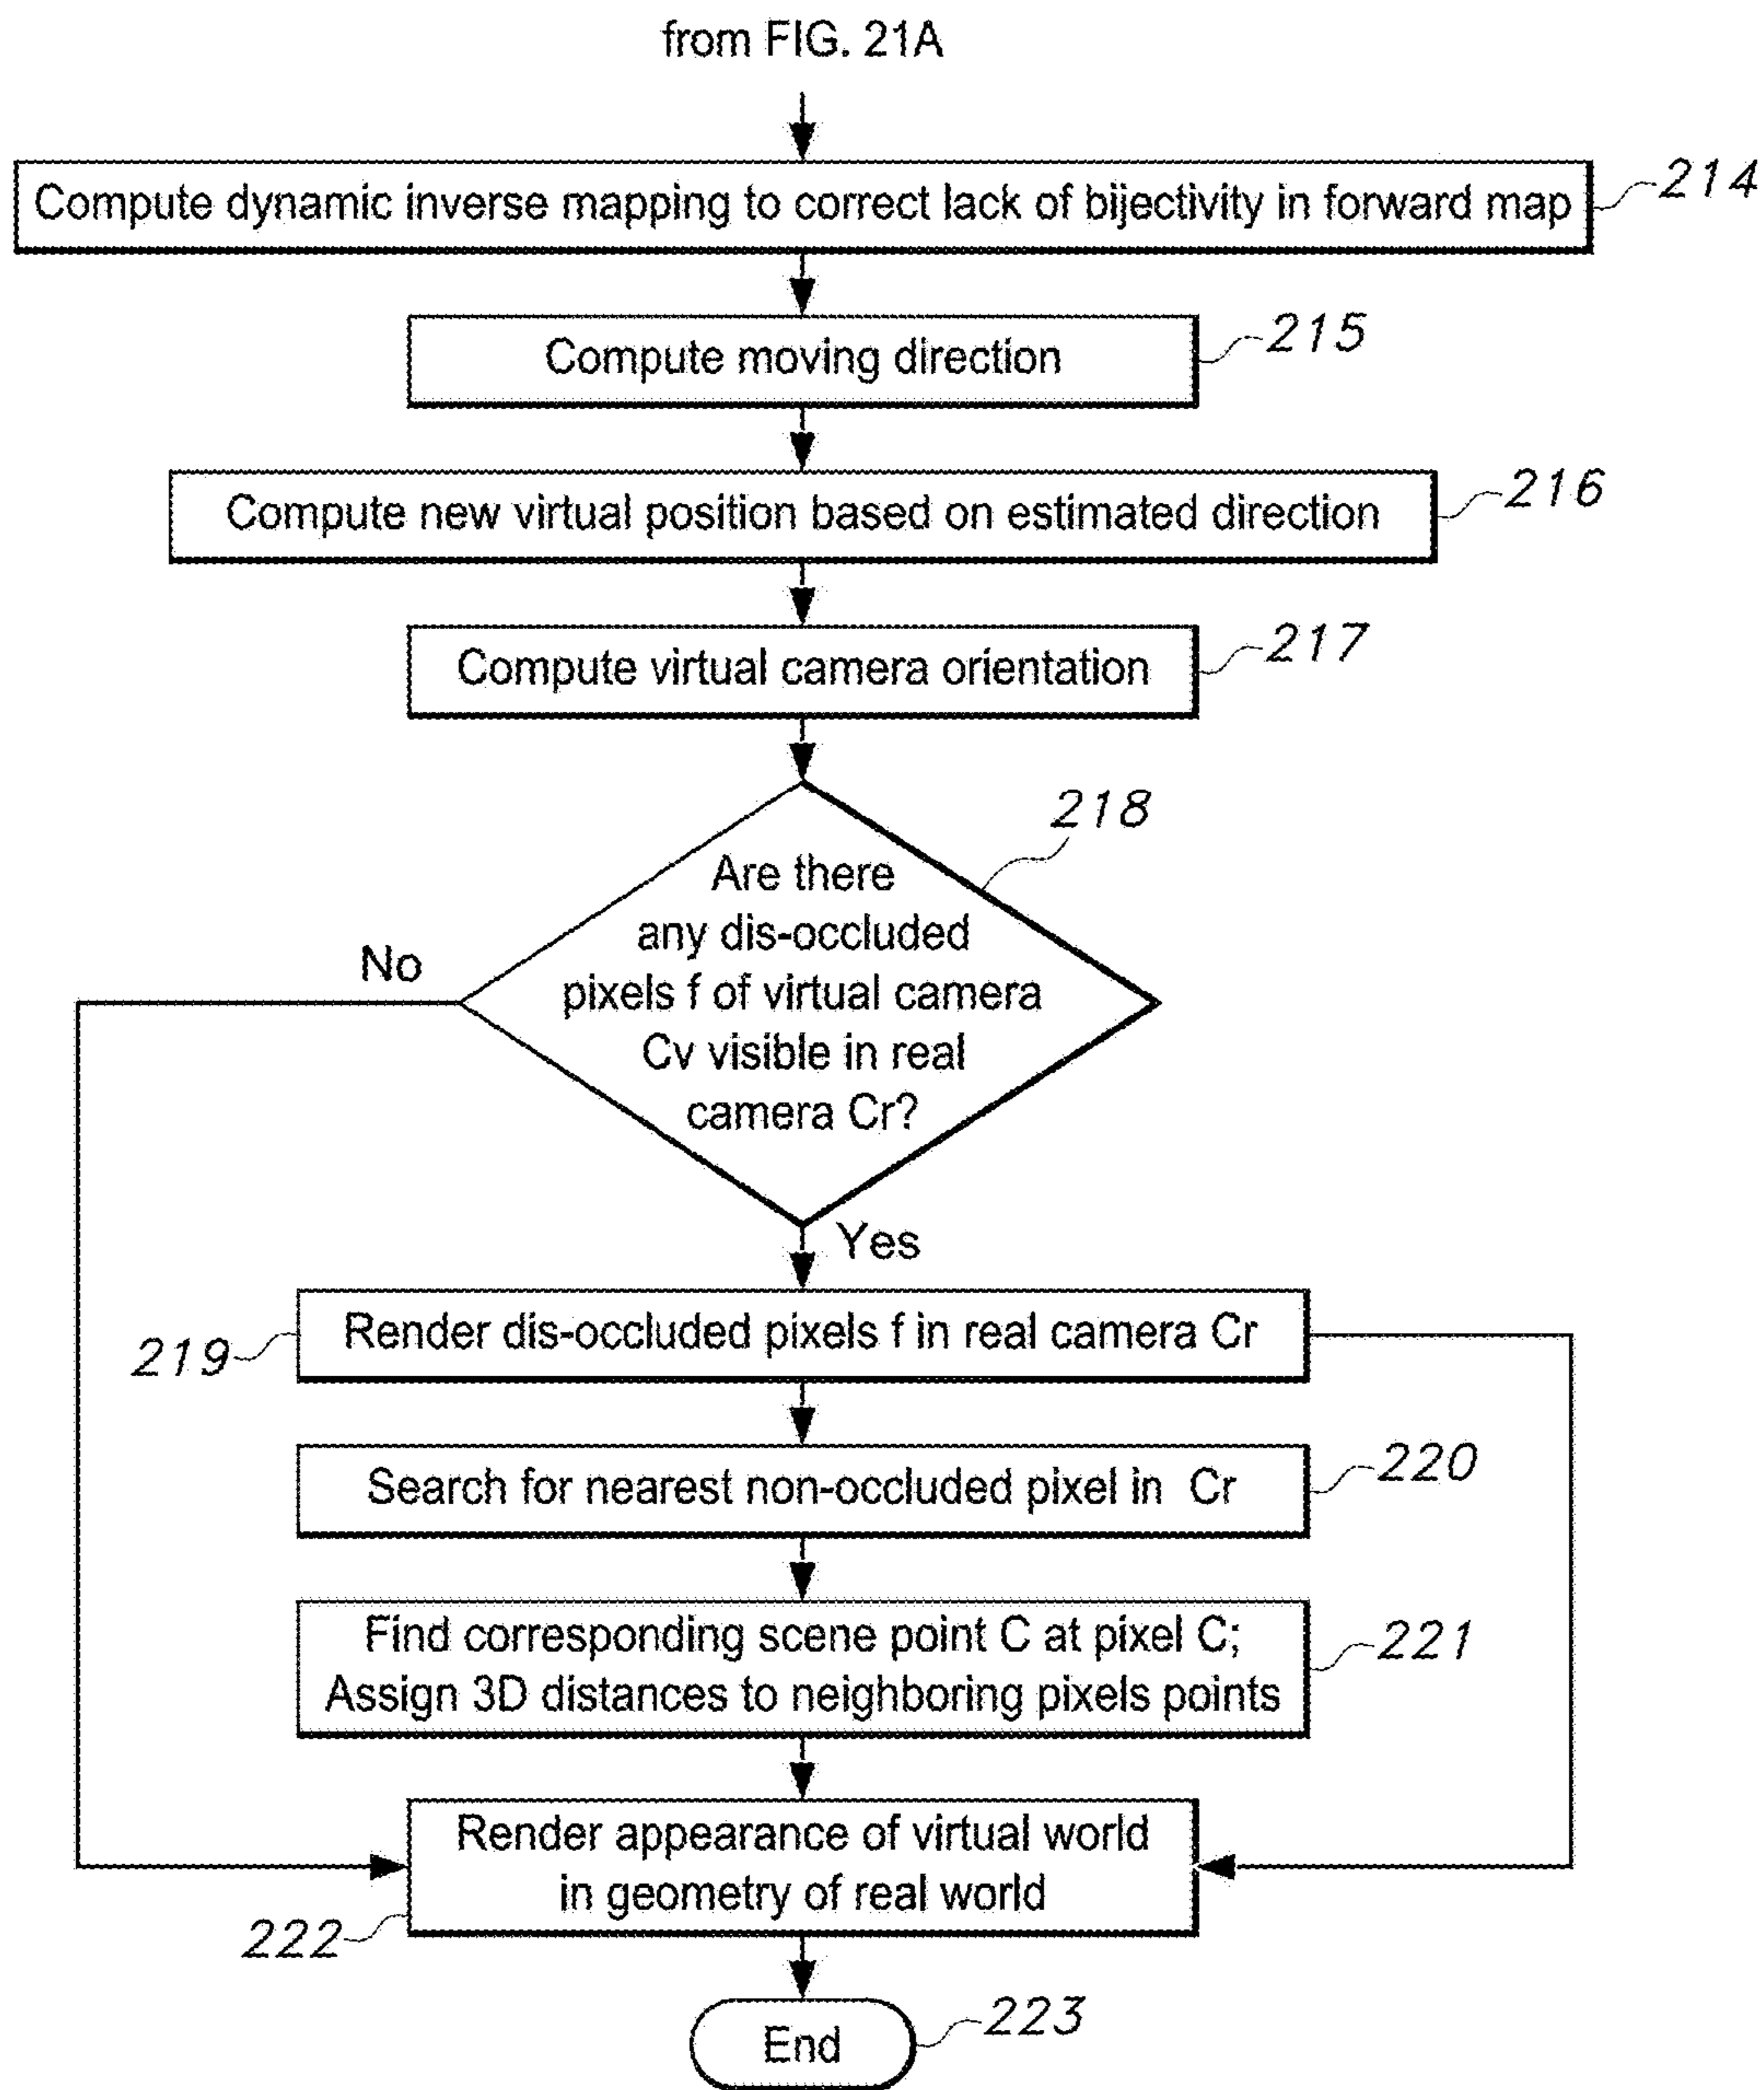 from FIG. 21A
Compute dynamic inverse mapping to correct lack of bijectivity in forward map
214
Compute moving direction
215
Compute new virtual position based on estimated direction
216
Compute virtual camera orientation
217
218
Are there
any dis-occluded
pixels f of virtual camera
Cv visible in real
camera Cr?
No
Yes
Render dis-occluded pixels f in real camera Cr
219
Search for nearest non-occluded pixel in Cr
220
Find corresponding scene point C at pixel C;
Assign 3D distances to neighboring pixels points
221
Render appearance of virtual world
in geometry of real world
222
End
223